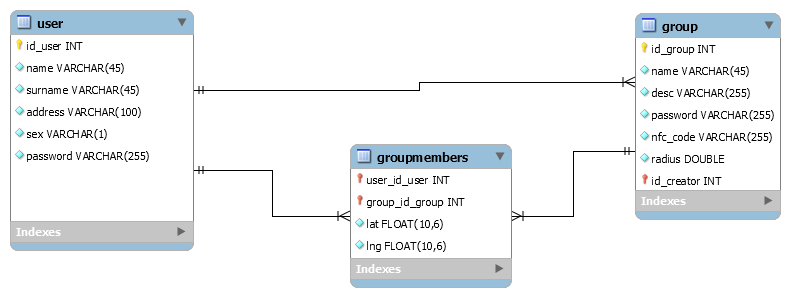 user
id_user INT
name VARCHAR(45)
surname VARCHAR(45)
address VARCHAR(100)
sex VARCHAR(1)
password VARCHAR(255)
Indexes
groupmembers
user_id_user INT
group_id_group INT
lat FLOAT(10,6)
lng FLOAT(10,6)
Indexes
group
id_group INT
name VARCHAR(45)
desc VARCHAR(255)
password VARCHAR(255)
nfc_code VARCHAR(255)
radius DOUBLE
id_creator INT
Indexes